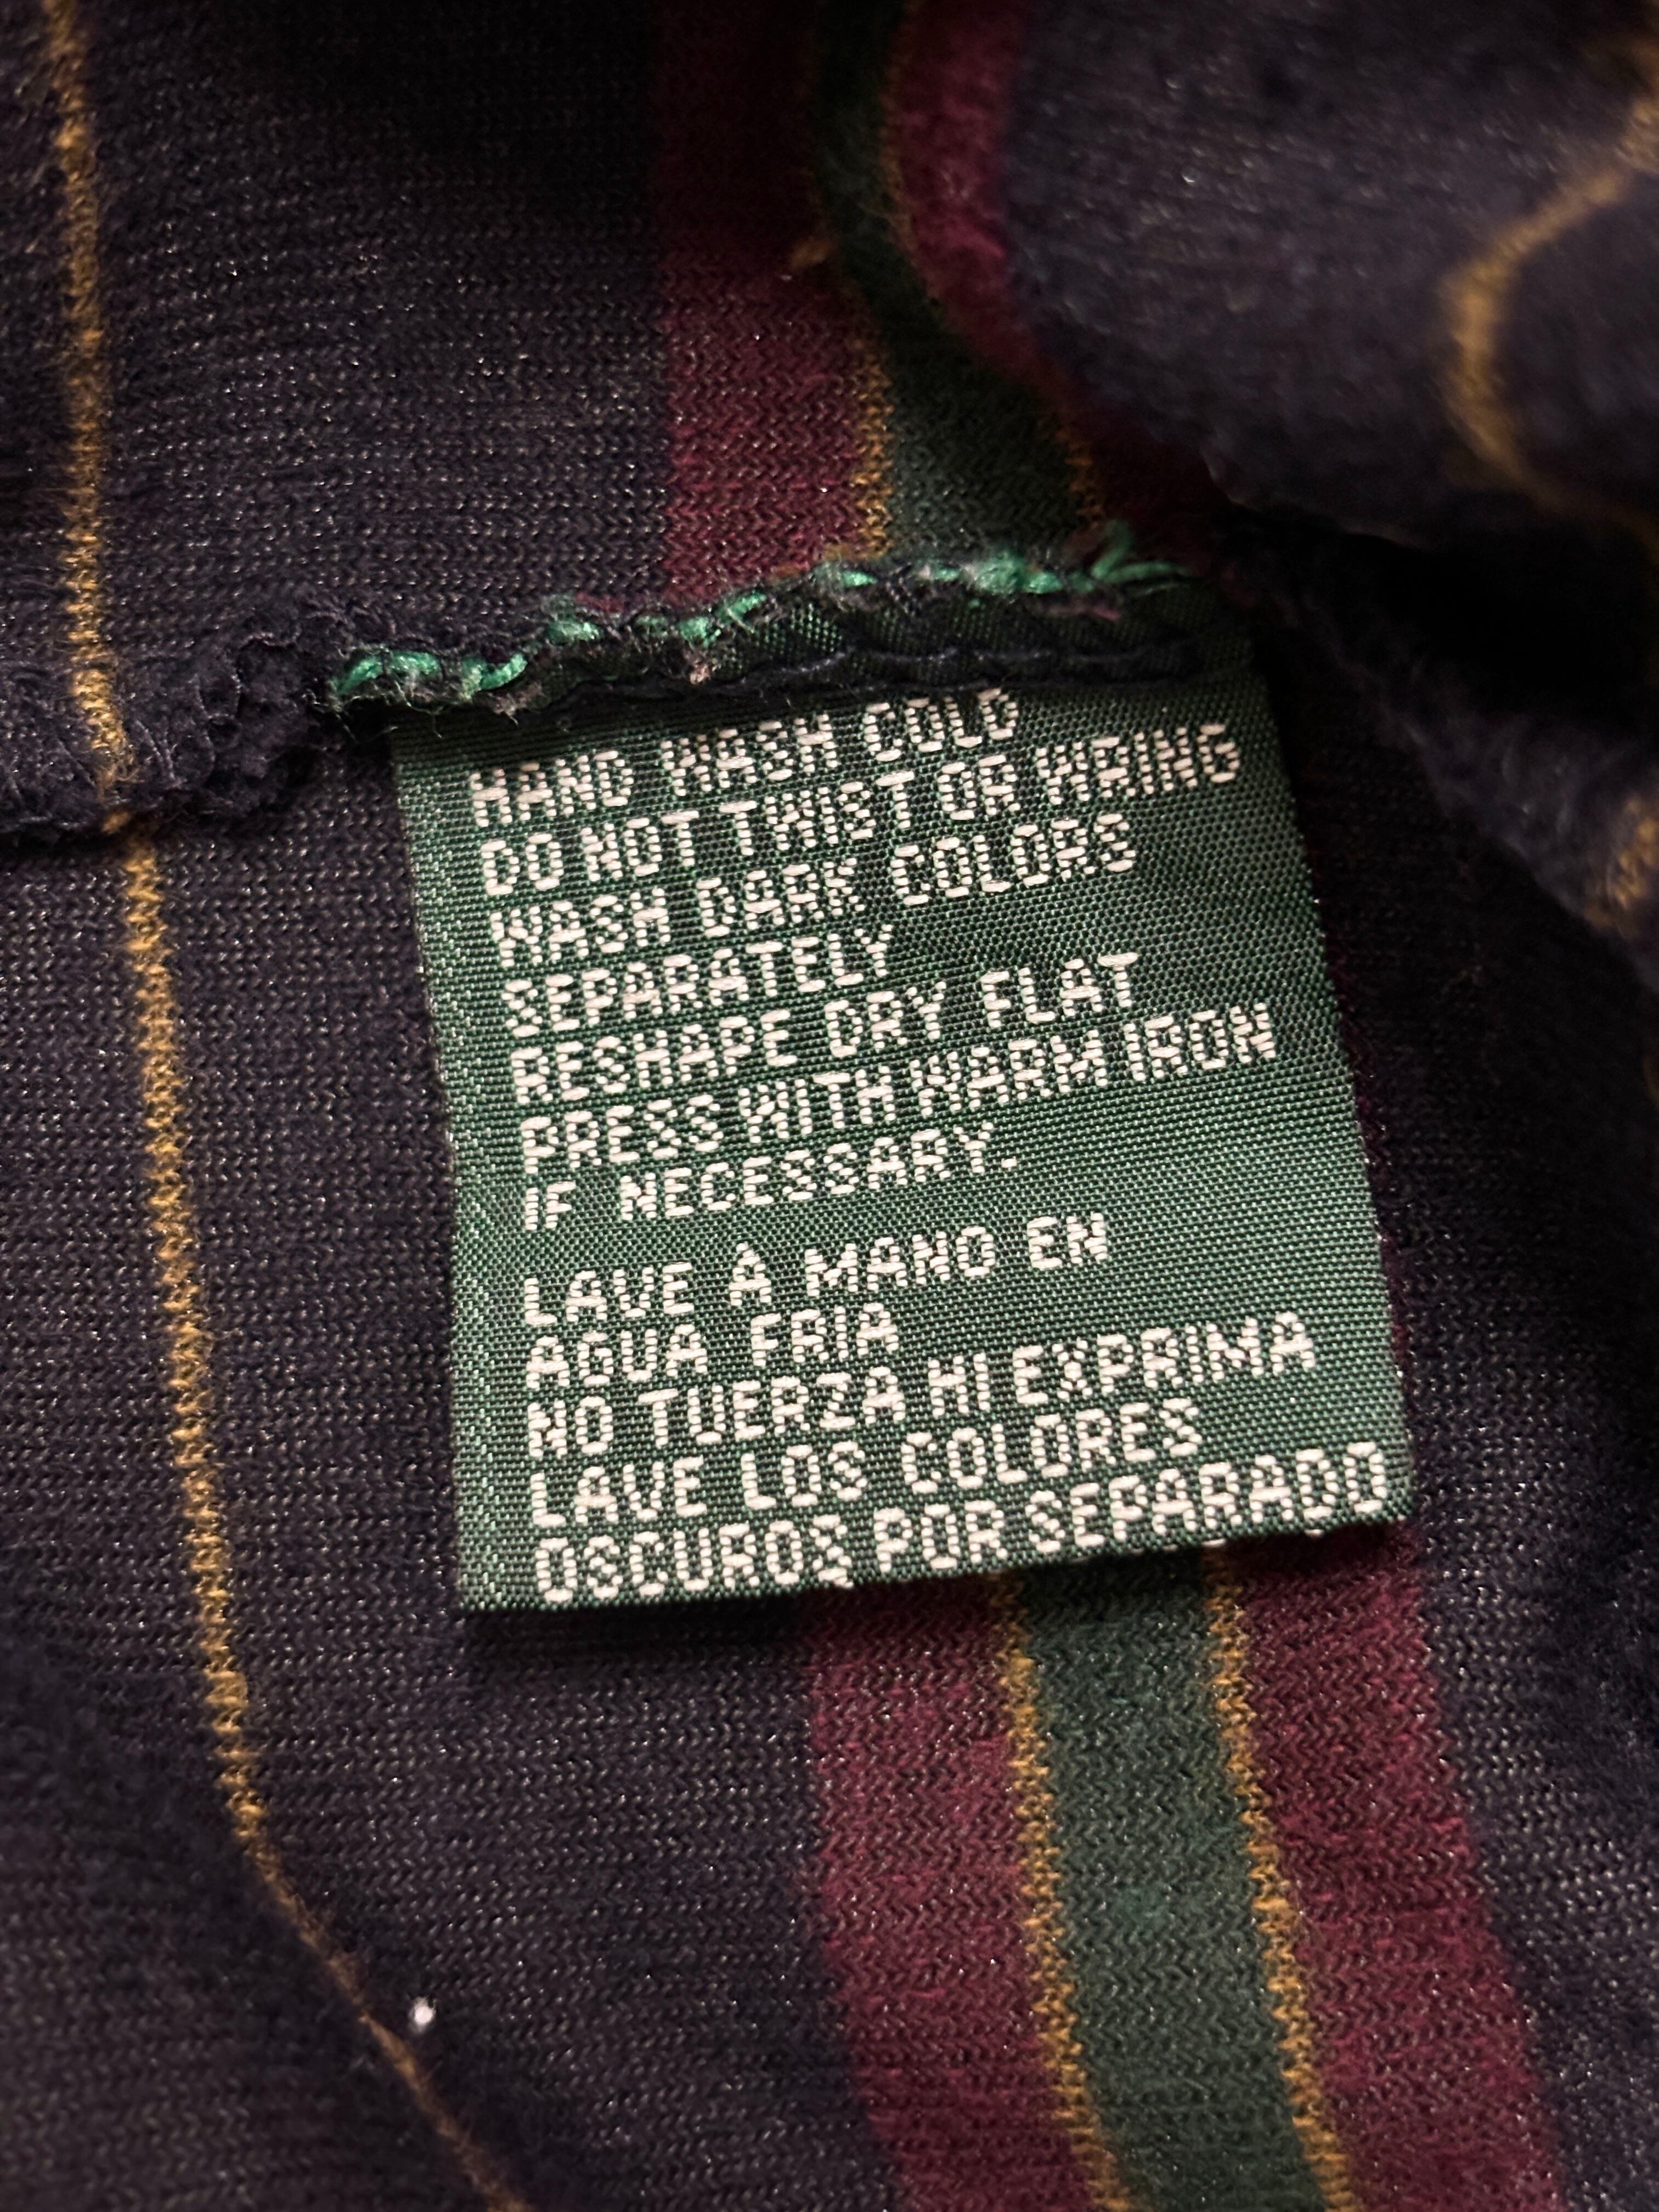 HAND WASH COLD
DO NOT TWIST OR WRING
WASH DARK COLORS
SEPARATELY
RESHAPE DRY FLAT
PRESS WITH WARM IRON
IF NECESSARY.
LAVE A MANO EN
AGUA FRIA
NO TUERZA NI EXPRIMA
LAVE LOS COLORES
OSCUROS POR SEPARADO